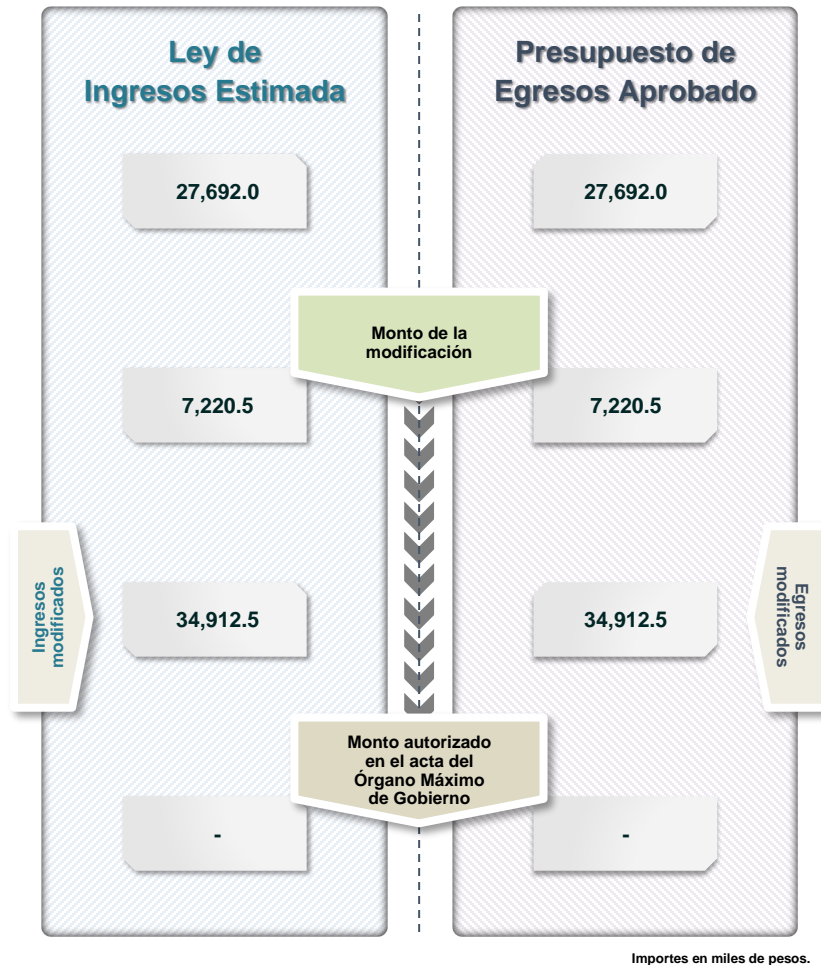 Ley de
Ingresos Estimada
Presupuesto de
Egresos Aprobado
27,692.0
27,692.0
Monto de la
modificación
7,220.5
7,220.5
Ingresos
modificados
34,912.5
34,912.5
Egresos
modificados
Monto autorizado
en el acta del
Órgano Máximo
de Gobierno
-
-
Importes en miles de pesos.